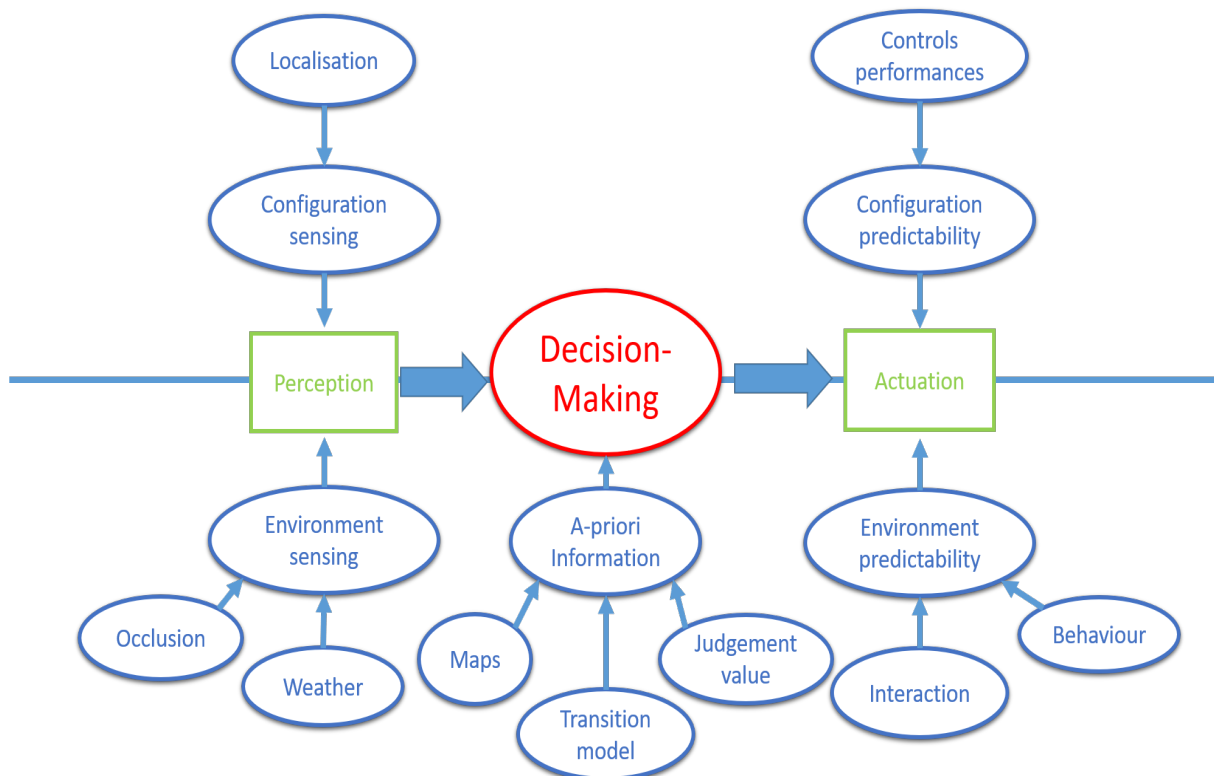 Localisation
Controls
performances
Configuration
sensing
Configuration
predictability
Perception
Decision-
Making
Actuation
Environment
sensing
A-priori
Information
Environment
predictability
Occlusion
Weather
Maps
Transition
model
Judgement
value
Interaction
Behaviour